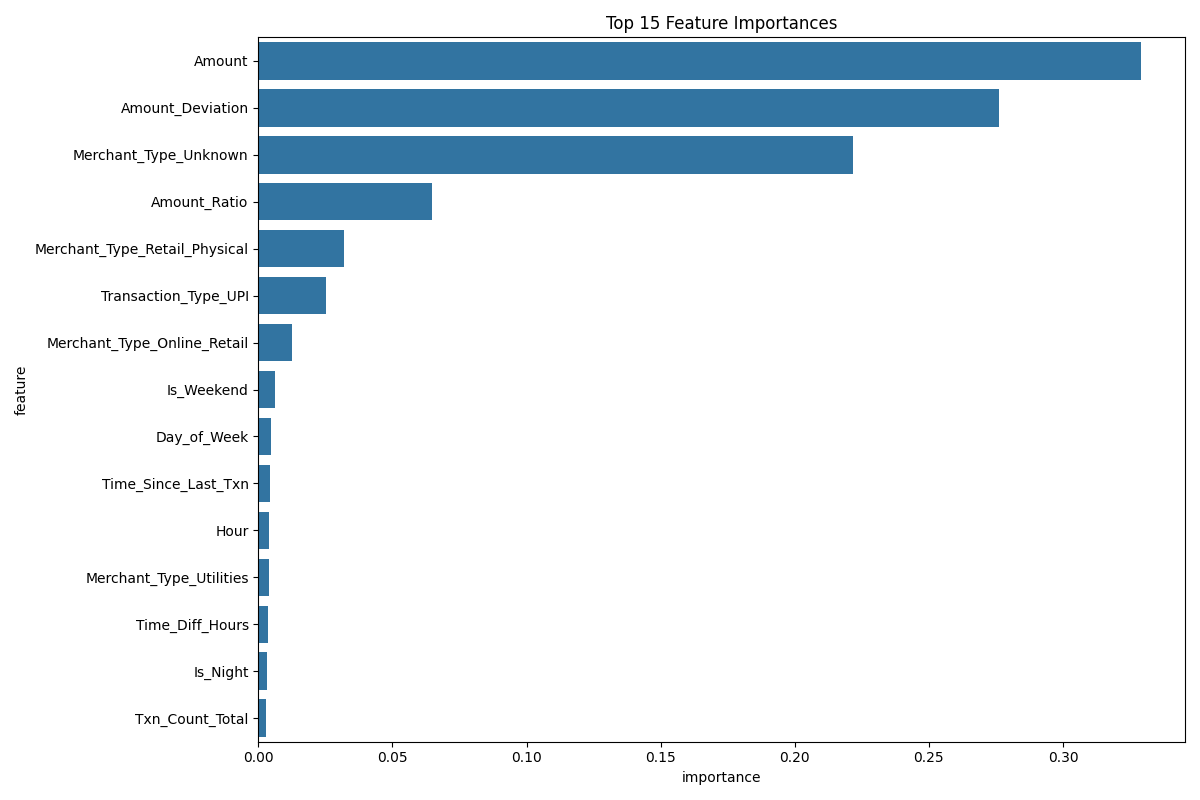 Top 15 Feature Importances
feature
Amount
Amount_Deviation
Merchant_Type_Unknown
Amount_Ratio
Merchant_Type_Retail_Physical
Transaction_Type_UPI
Merchant_Type_Online_Retail
Is_Weekend
Day_of_Week
Time_Since_Last_Txn
Hour
Merchant_Type_Utilities
Time_Diff_Hours
Is_Night
Txn_Count_Total
0.00 0.05 0.10 0.15 0.20 0.25 0.30
importance